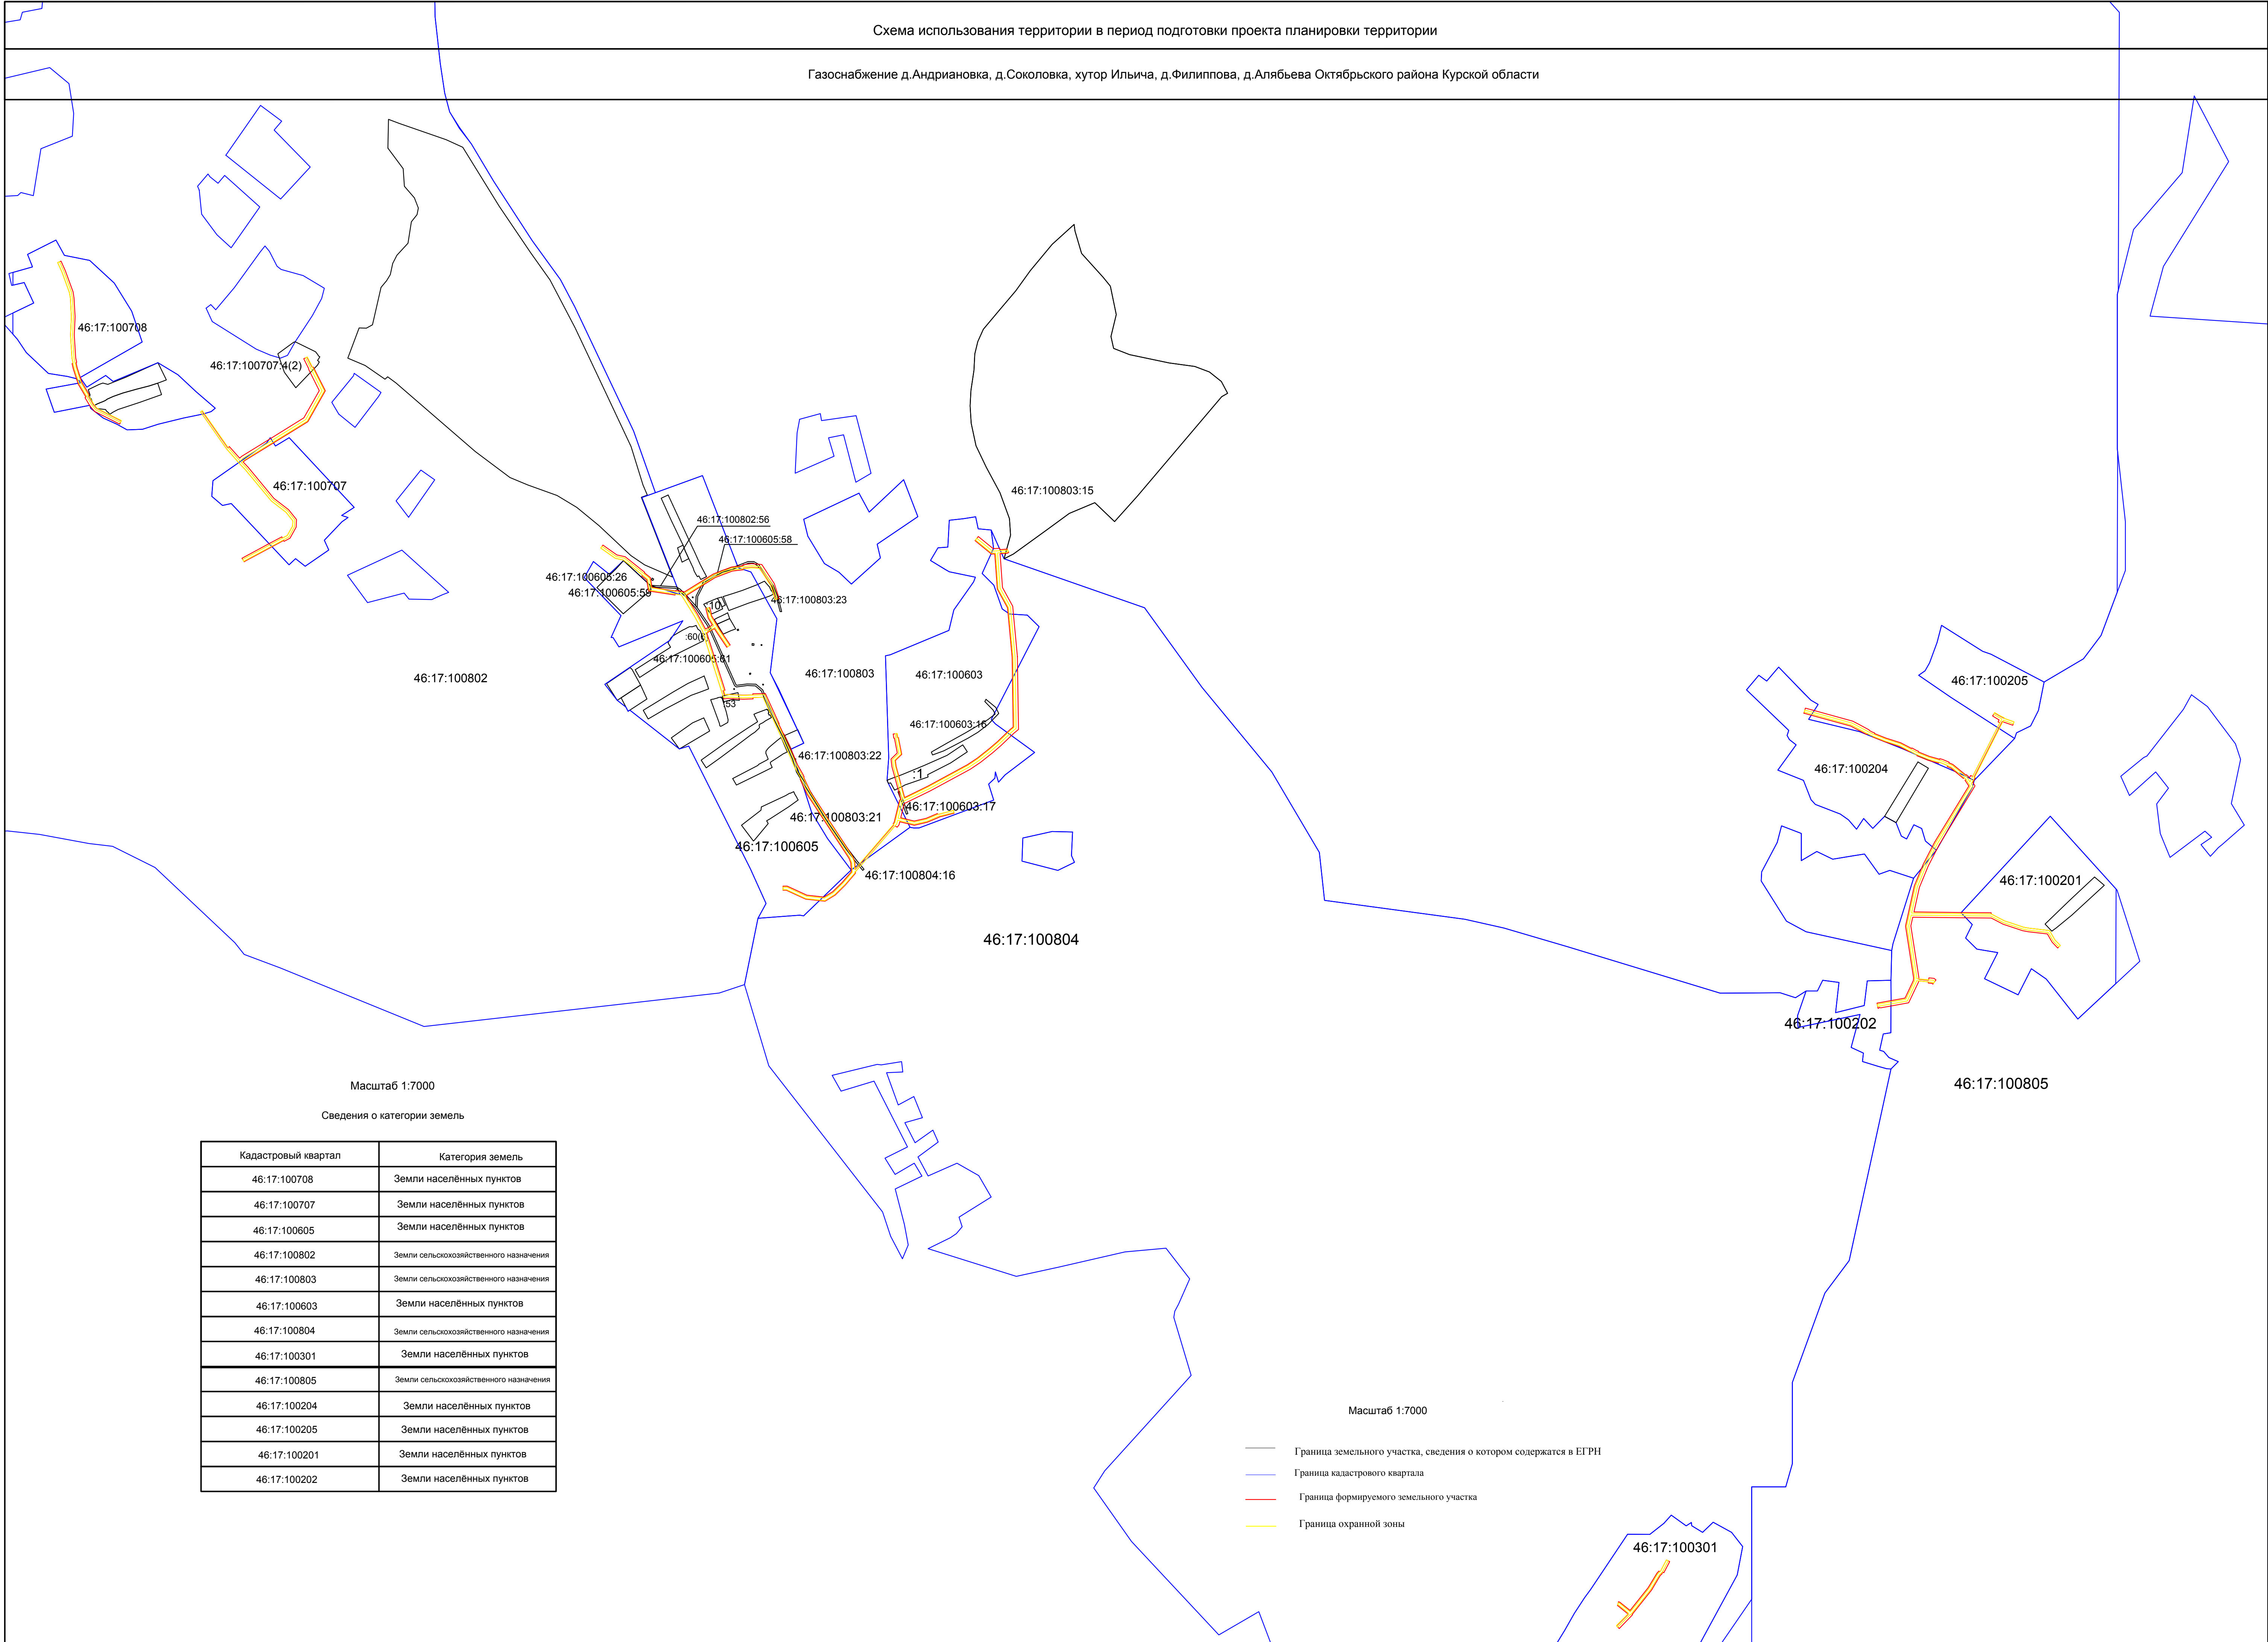 Схема использования территории в период подготовки проекта планировки территории
Газоснабжение д.Андриановка, д.Соколовка, хутор Ильича, д.Филиппова, д.Алябьева Октябрьского района Курской области
46:17:100708
46:17:100707:4(2)
46:17:100707
46:17:100803:15
46:17:100802:56
46:17:100605:58
46:17:100605:26
46:17:100605:59
46:17:100803:23
:10
:60(6
46:17:100605:61
46:17:100802
46:17:100803
46:17:100603
:53
46:17:100603:16
46:17:100803:22
:1
46:17:100603:17
46:17:100803:21
46:17:100605
46:17:100804:16
46:17:100804
46:17:100205
46:17:100204
46:17:100201
46:17:100202
46:17:100805
Масштаб 1:7000
Сведения о категории земель
Кадастровый квартал Категория земель
46:17:100708 Земли населённых пунктов
46:17:100707 Земли населённых пунктов
46:17:100605 Земли населённых пунктов
46:17:100802 Земли сельскохозяйственного назначения
46:17:100803 Земли сельскохозяйственного назначения
46:17:100603 Земли населённых пунктов
46:17:100804 Земли сельскохозяйственного назначения
46:17:100301 Земли населённых пунктов
46:17:100805 Земли сельскохозяйственного назначения
46:17:100204 Земли населённых пунктов
46:17:100205 Земли населённых пунктов
46:17:100201 Земли населённых пунктов
46:17:100202 Земли населённых пунктов
Масштаб 1:7000
Граница земельного участка, сведения о котором содержатся в ЕГРН
Граница кадастрового квартала
Граница формируемого земельного участка
Граница охранной зоны
46:17:100301